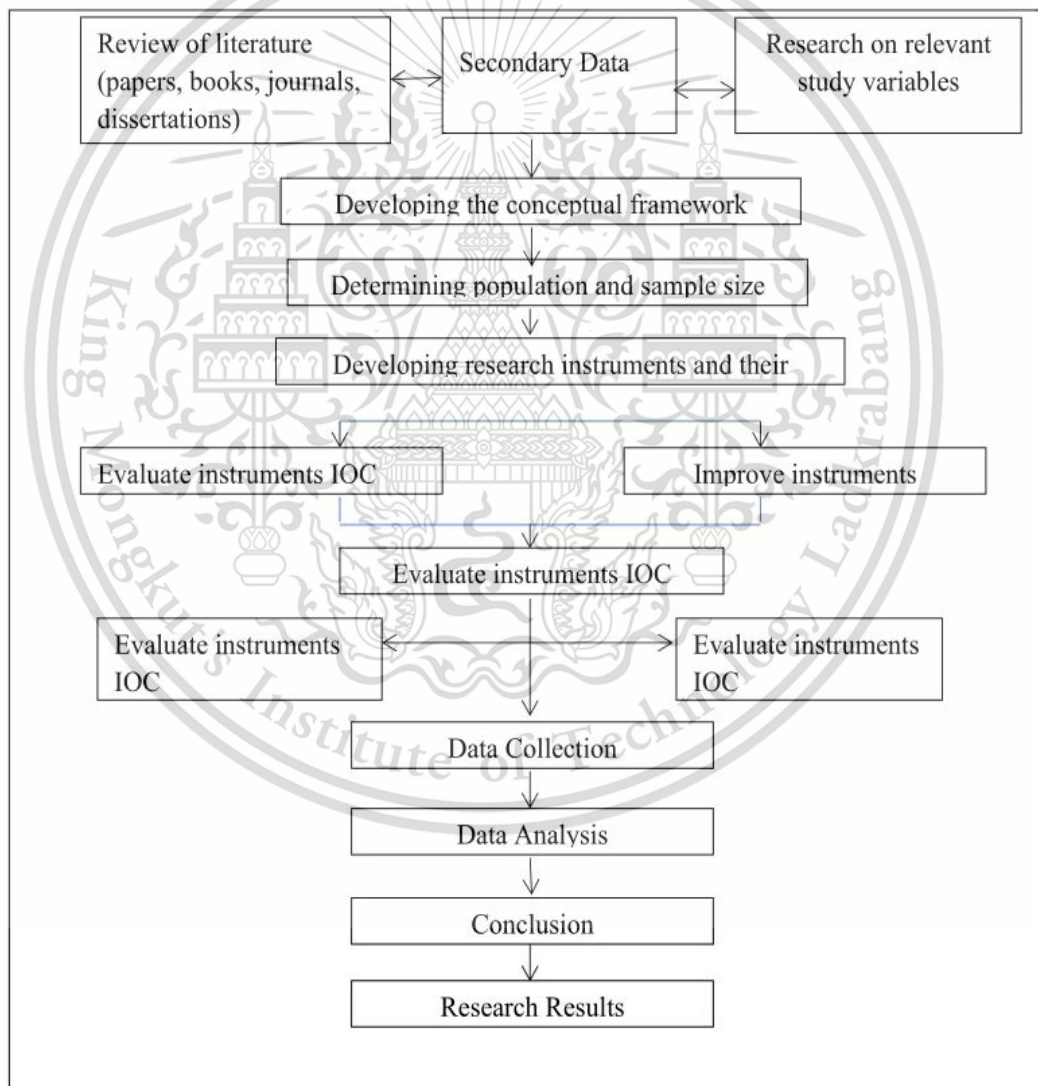 Review of literature
(papers, books, journals,
dissertations)
Secondary Data
Research on relevant
study variables
Developing the conceptual framework
Determining population and sample size
Developing research instruments and their
Evaluate instruments IOC
Improve instruments
Evaluate instruments IOC
Evaluate instruments
IOC
Evaluate instruments
IOC
Data Collection
Data Analysis
Conclusion
Research Results
King Mongkut's Institute of Technology Ladkrabang